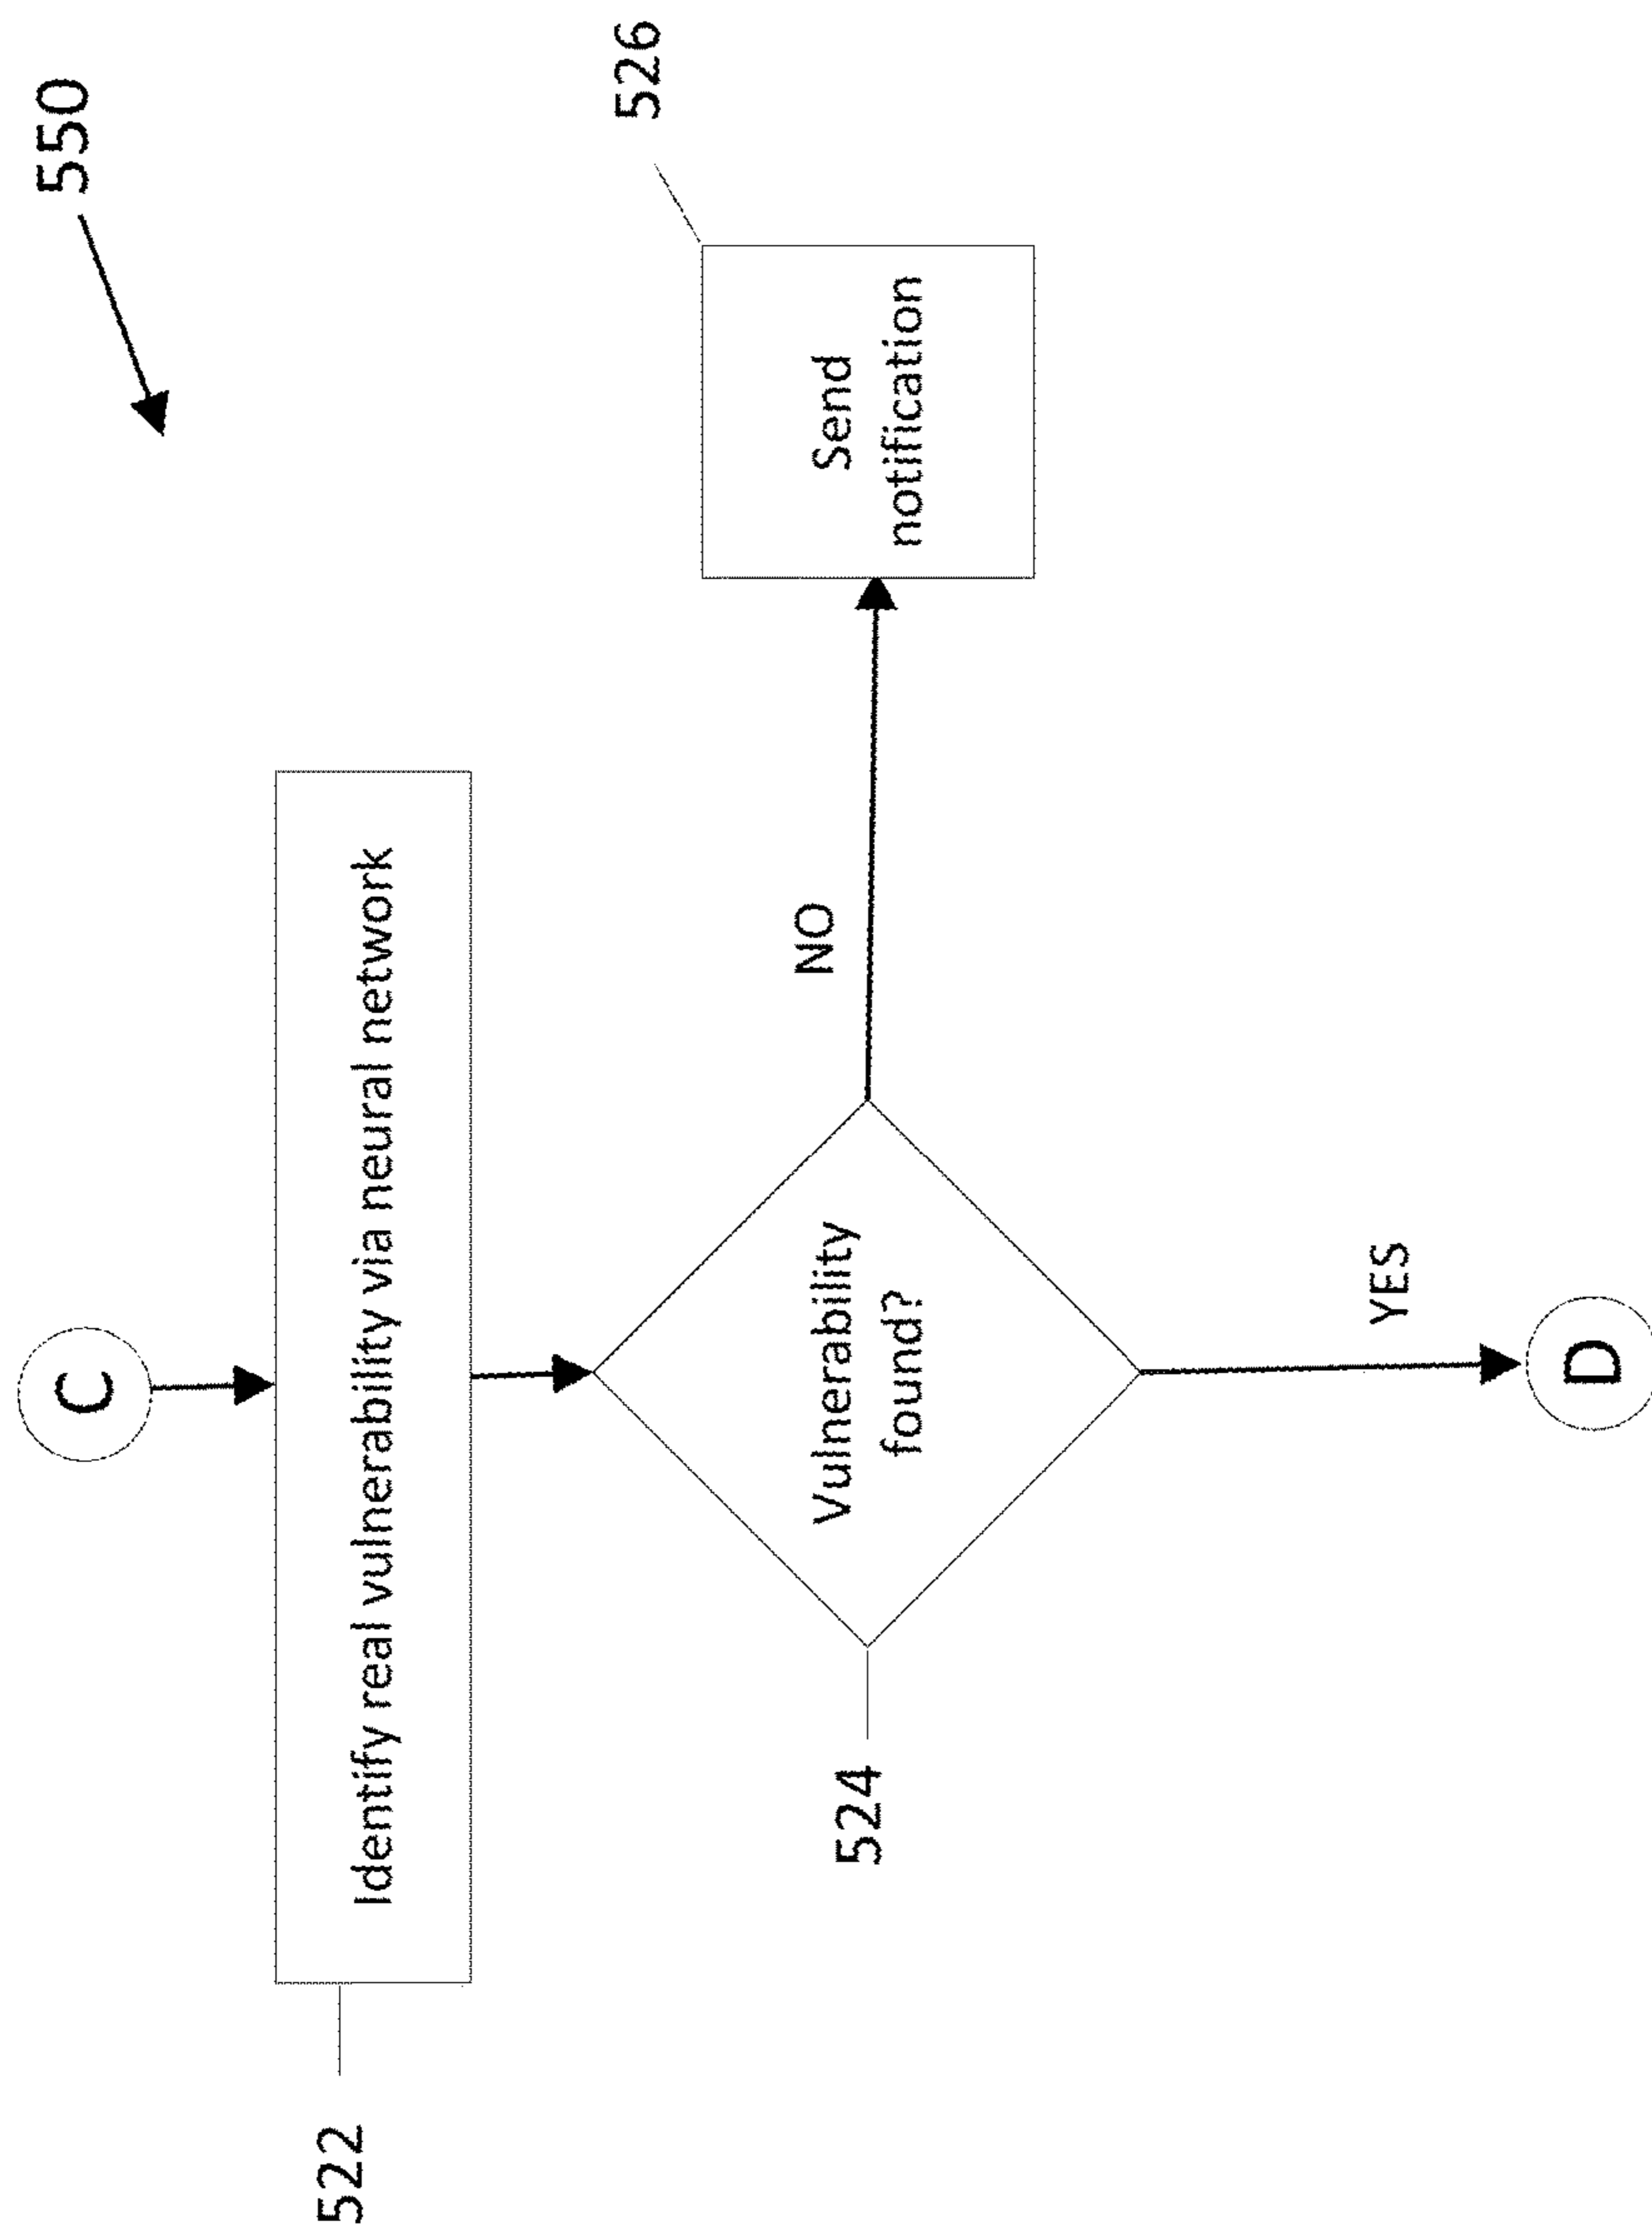 550
C
522
Identify real vulnerability via neural network
524
Vulnerability
found?
NO
526
Send
notification
YES
D